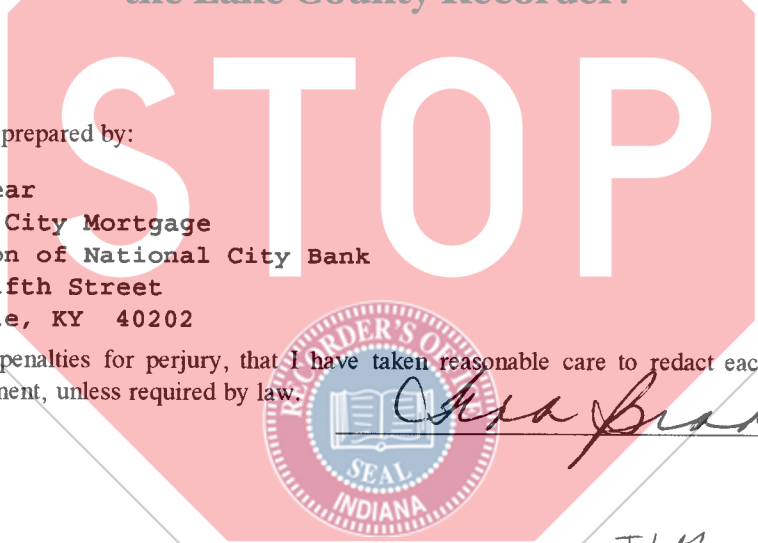 the Lake County Recorder!
STOP
prepared by:
ear
City Mortgage
on of National City Bank
ifth Street
e, KY 40202
penalties for perjury, that I have taken reasonable care to redact eac
ment, unless required by law.
RECORDER'S OF
SEAL
INDIANA